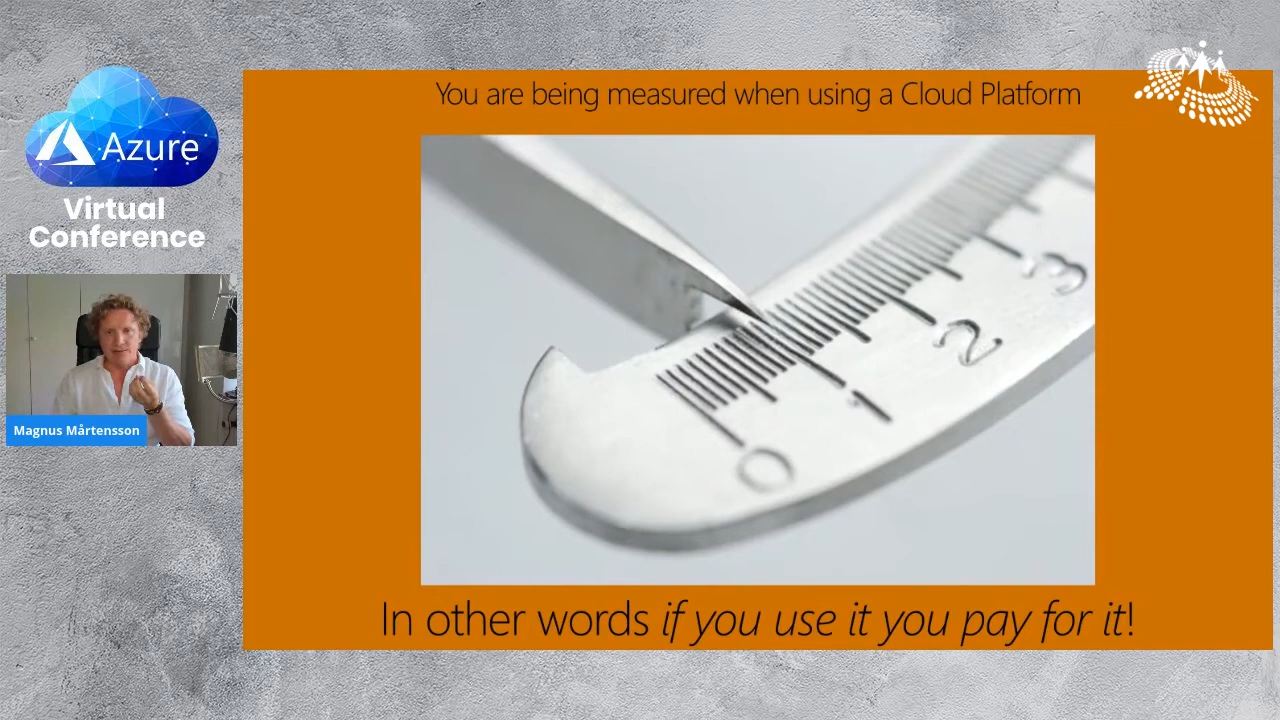 You are being measured when using a Cloud Platform
Azure
Virtual
Conference
0
1
2
3
Magnus Mårtensson
In other words if you use it you pay for it!